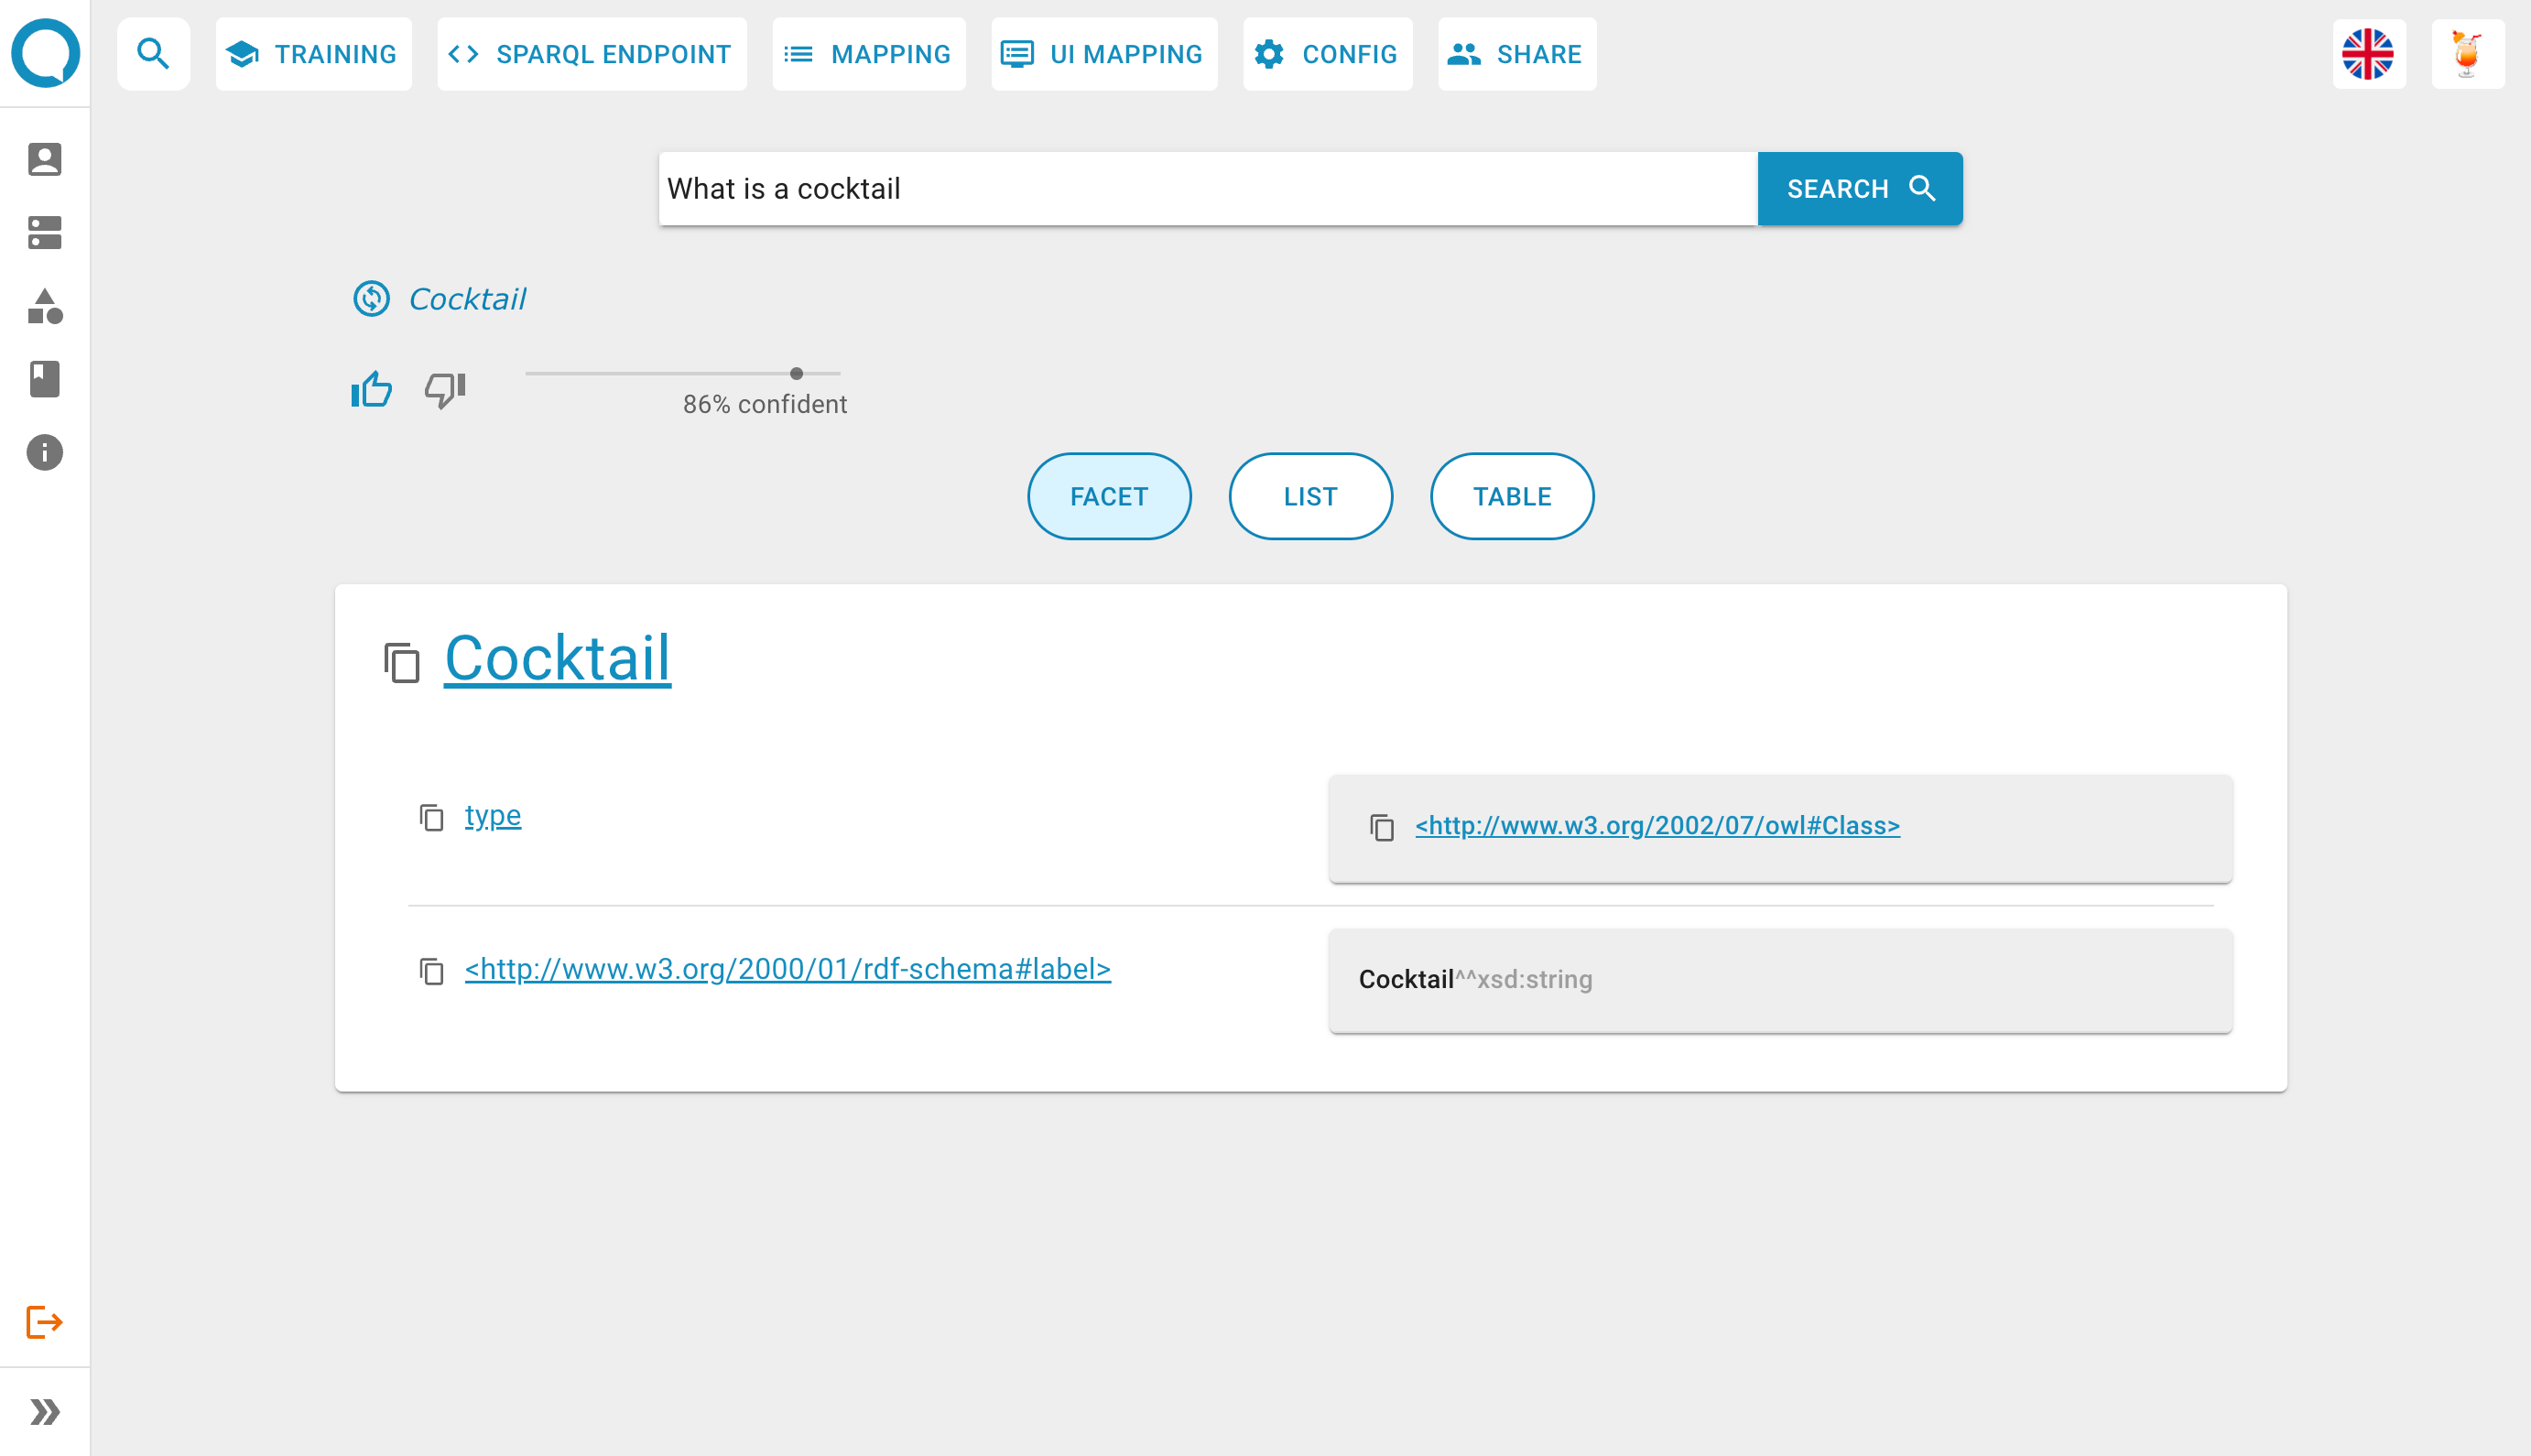 TRAINING
SPARQL ENDPOINT
MAPPING
UI MAPPING
CONFIG
SHARE
What is a cocktail
SEARCH
Cocktail
86% confident
FACET
LIST
TABLE
Cocktail
type
<http://www.w3.org/2002/07/owl#Class>
<http://www.w3.org/2000/01/rdf-schema#label>
Cocktail^^xsd:string